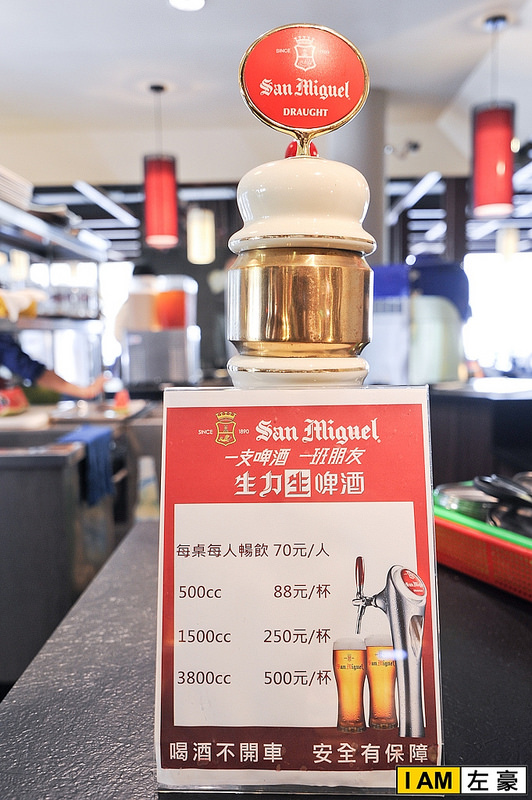 SINCE 1890
San Miguel
DRAUGHT
SINCE 1890 San Miguel
一支啤酒 一班朋友
生力生啤酒
每桌每人暢飲 70元/人
500cc 88元/杯
1500cc 250元/杯
3800cc 500元/杯
San Miguel
San Miguel
San Miguel
喝酒不開車 安全有保障
I AM 左豪